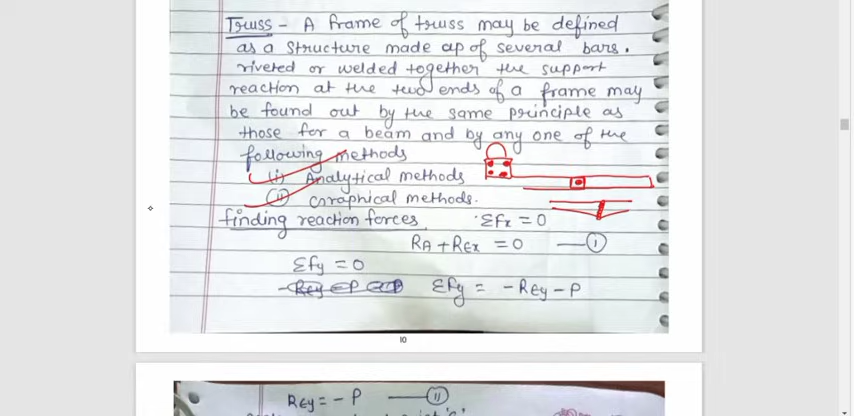 Truss - A frame of truss may be defined
as a structure made up of several bars.
riveted or welded together the support
reaction at the two ends of a frame may
be found out by the same principle as
those for a beam and by any one of the
following methods
(i) Analytical methods
(ii) Graphical methods.
finding reaction forces. Σfx = 0
RA + REx = 0 — (I)
Σfy = 0
-REy - P = 0 Σfy = - REy - P
10
REy = - P — (II)